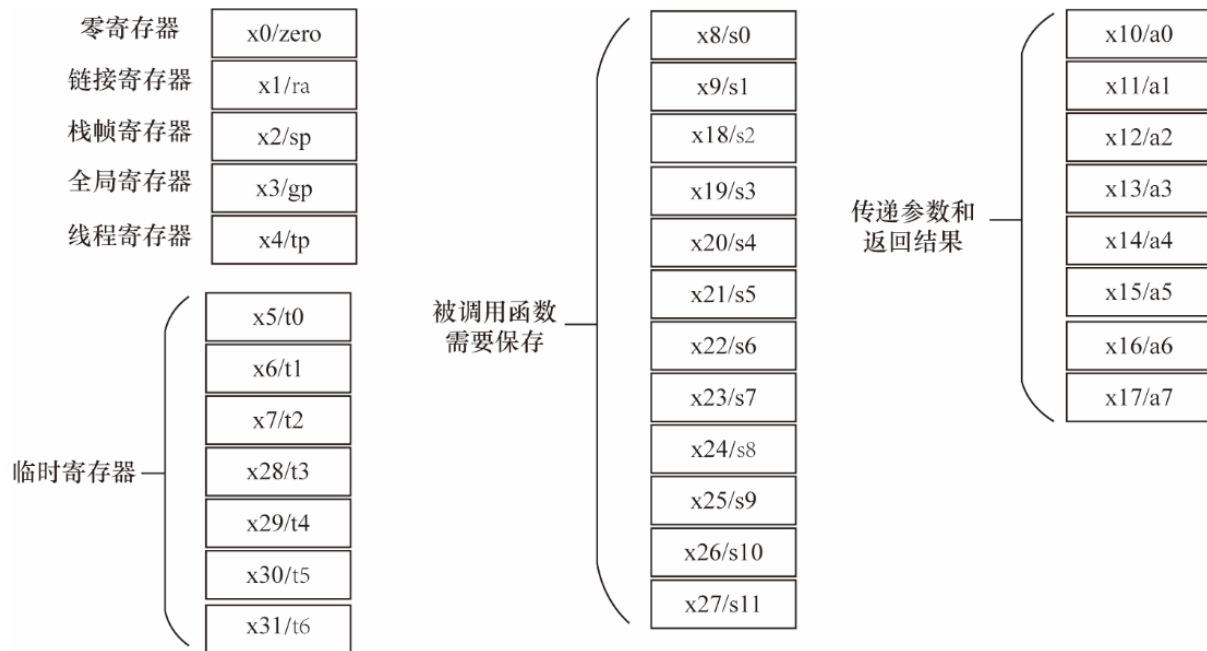 零寄存器 x0/zero
链接寄存器 x1/ra
栈帧寄存器 x2/sp
全局寄存器 x3/gp
线程寄存器 x4/tp
临时寄存器
x5/t0
x6/t1
x7/t2
x28/t3
x29/t4
x30/t5
x31/t6
被调用函数
需要保存
x8/s0
x9/s1
x18/s2
x19/s3
x20/s4
x21/s5
x22/s6
x23/s7
x24/s8
x25/s9
x26/s10
x27/s11
传递参数和
返回结果
x10/a0
x11/a1
x12/a2
x13/a3
x14/a4
x15/a5
x16/a6
x17/a7